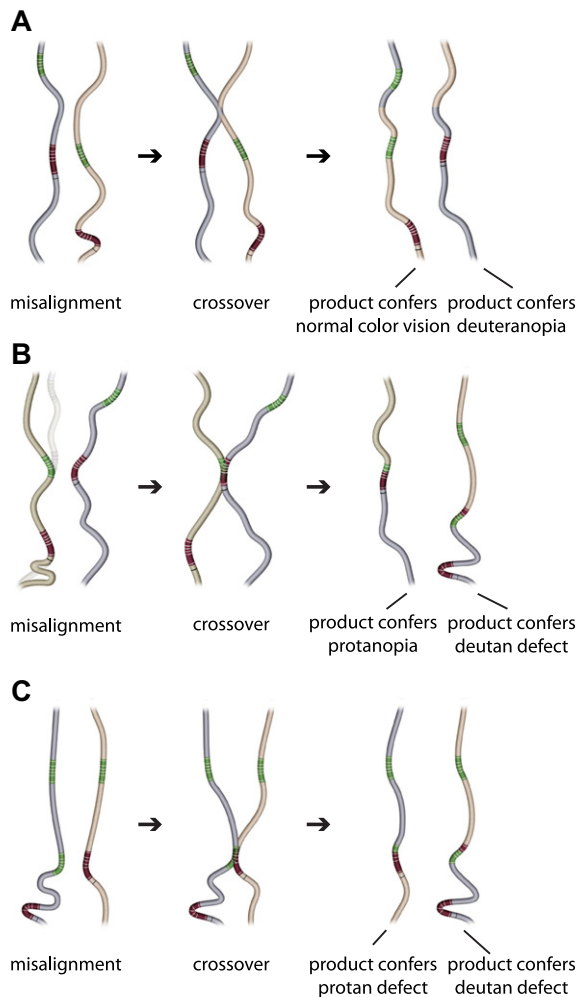 A
misalignment
crossover
product confers
normal color vision
product confers
deuteranopia
B
misalignment
crossover
product confers
protanopia
product confers
deutan defect
C
misalignment
crossover
product confers
protan defect
product confers
deutan defect